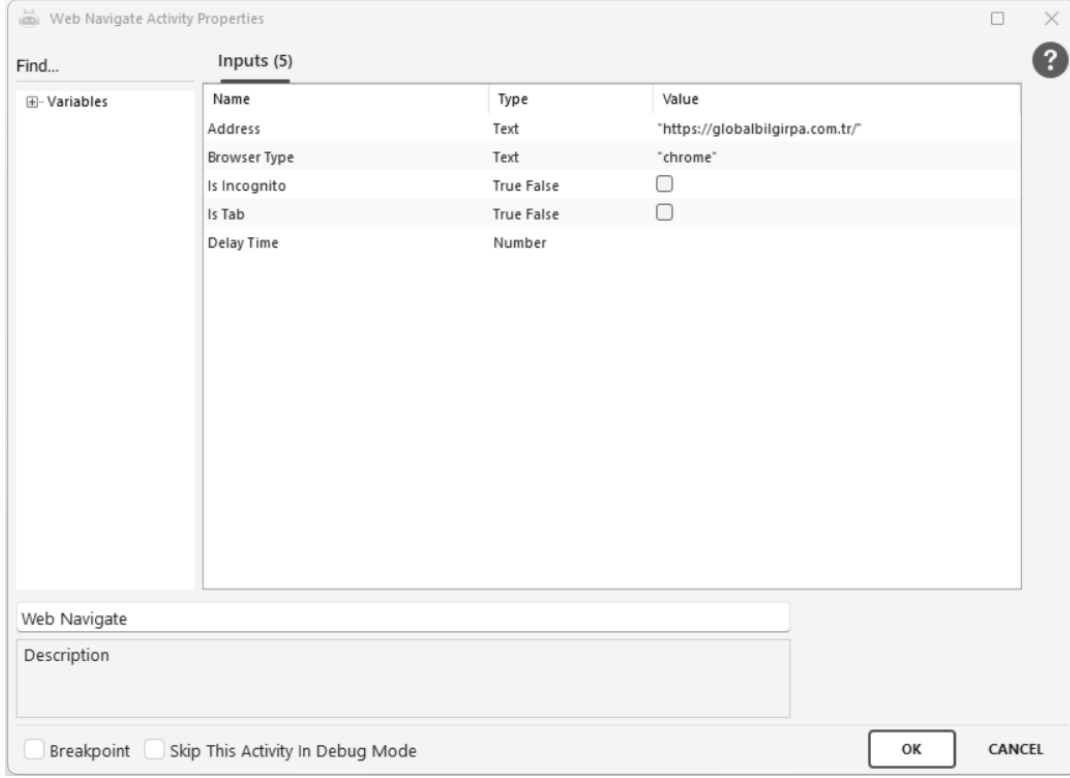 Web Navigate Activity Properties
Find...
Inputs (5)
?
Variables
Name Type Value
Address Text "https://globalbilgirpa.com.tr/"
Browser Type Text "chrome"
Is Incognito True False
Is Tab True False
Delay Time Number
Web Navigate
Description
Breakpoint Skip This Activity In Debug Mode OK CANCEL